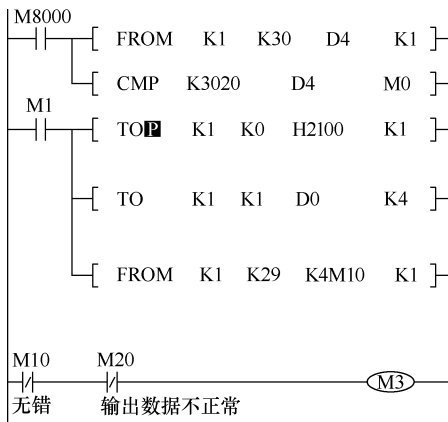 M8000
FROM K1 K30 D4 K1
CMP K3020 D4 M0
M1
TOP K1 K0 H2100 K1
TO K1 K1 D0 K4
FROM K1 K29 K4M10 K1
M10 M20
M3
无错 输出数据不正常